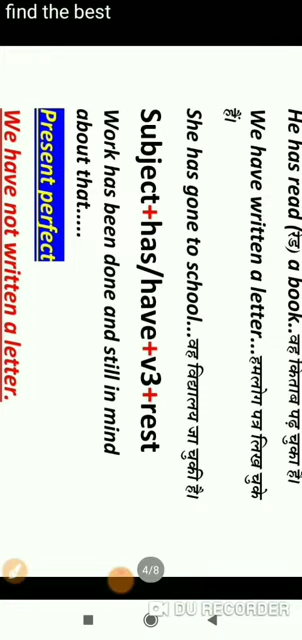 find the best
He has read (रेड) a book..वह किताब पढ़ चुका है।
We have written a letter...हमलोग पत्र लिख चुके
हैं।
She has gone to school...वह विद्यालय जा चुकी है।
Subject+has/have+v3+rest
Work has been done and still in mind
about that.....
Present perfect
We have not written a letter.
4/8
DU RECORDER